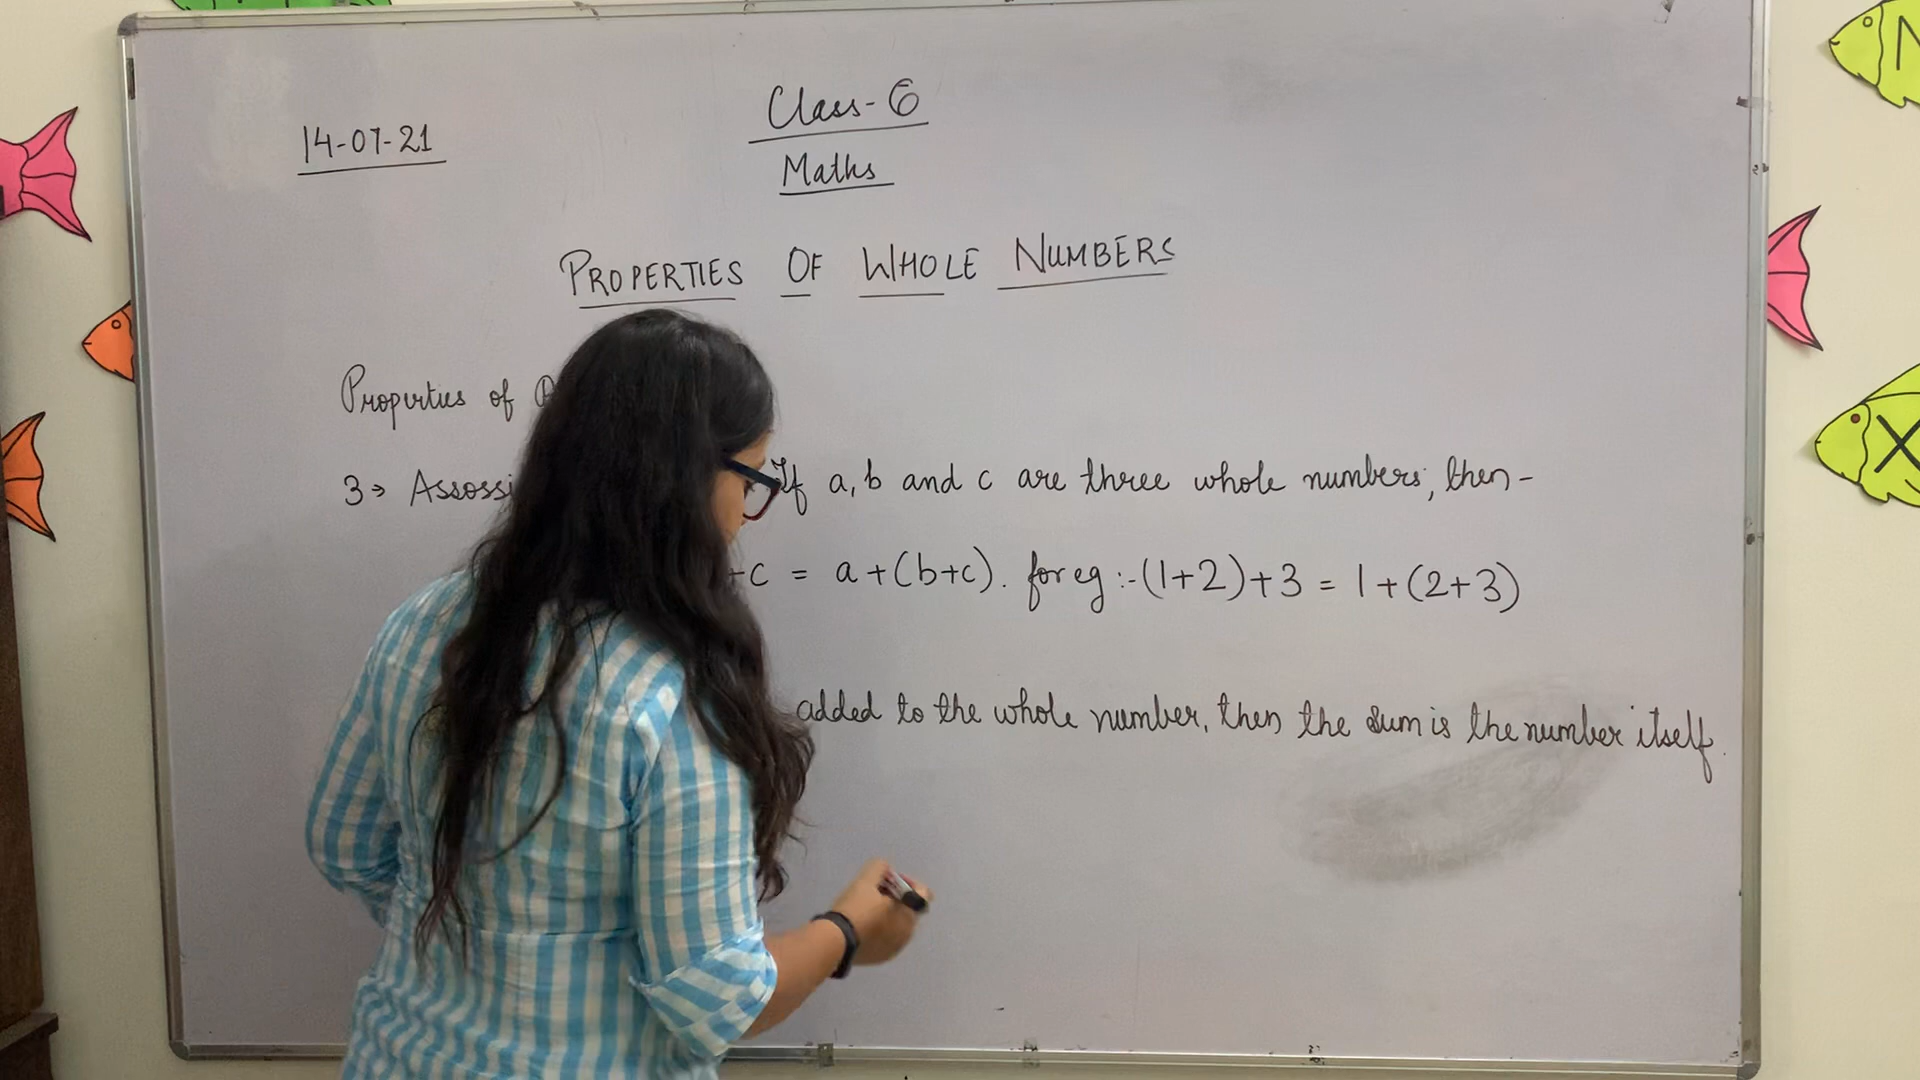 14-07-21
Class-6
Maths
PROPERTIES OF WHOLE NUMBERS
Properties of
3→ If a, b and c are three whole numbers, then-
+c = a+(b+c). for eg:-(1+2)+3 = 1+(2+3)
added to the whole number, then the sum is the number itself.
X